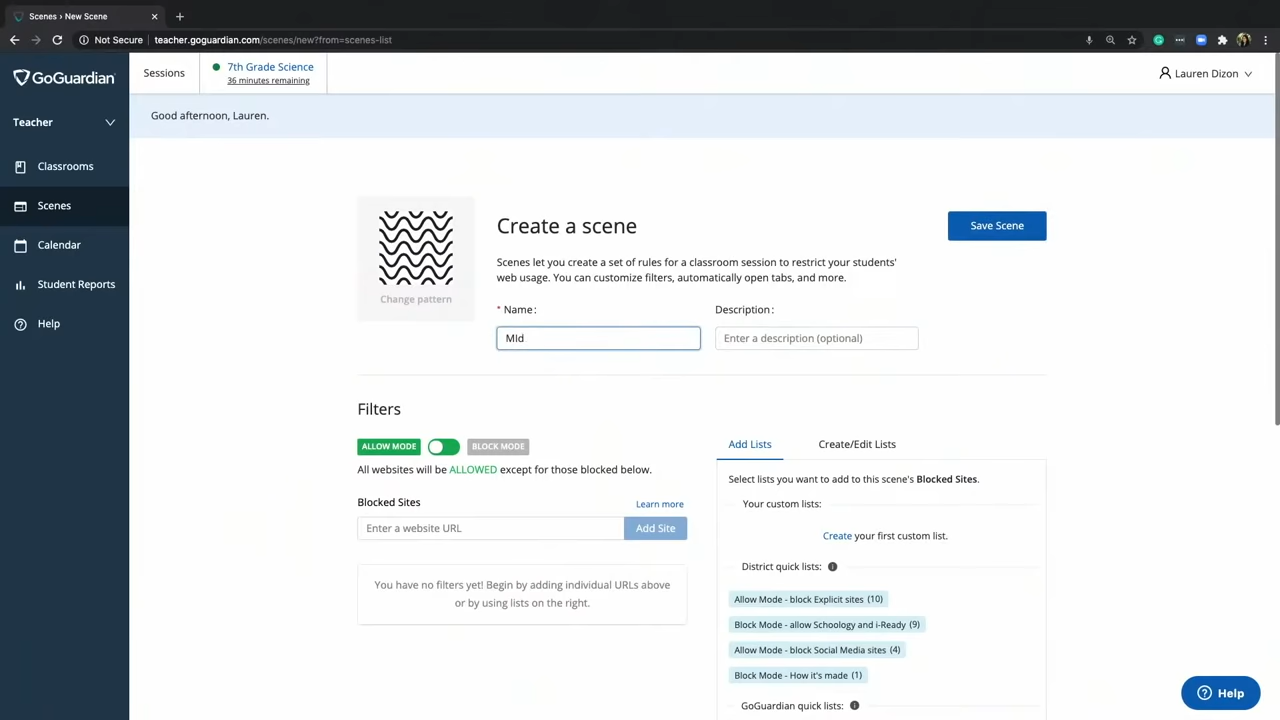 Scenes › New Scene
Not Secure teacher.goguardian.com/scenes/new?from=scenes-list
GoGuardian
Sessions
7th Grade Science
36 minutes remaining
Lauren Dizon
Teacher
Good afternoon, Lauren.
Classrooms
Scenes
Calendar
Student Reports
Help
Change pattern
Create a scene
Save Scene
Scenes let you create a set of rules for a classroom session to restrict your students'
web usage. You can customize filters, automatically open tabs, and more.
* Name:
Description:
MId
Enter a description (optional)
Filters
ALLOW MODE
BLOCK MODE
All websites will be ALLOWED except for those blocked below.
Blocked Sites
Learn more
Enter a website URL
Add Site
You have no filters yet! Begin by adding individual URLs above
or by using lists on the right.
Add Lists
Create/Edit Lists
Select lists you want to add to this scene's Blocked Sites.
Your custom lists:
Create your first custom list.
District quick lists:
Allow Mode - block Explicit sites (10)
Block Mode - allow Schoology and i-Ready (9)
Allow Mode - block Social Media sites (4)
Block Mode - How it's made (1)
GoGuardian quick lists:
Help